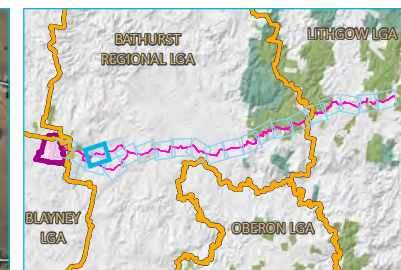 BATHURST
REGIONAL LGA
LITHGOW LGA
BLAYNEY
LGA
OBERON LGA